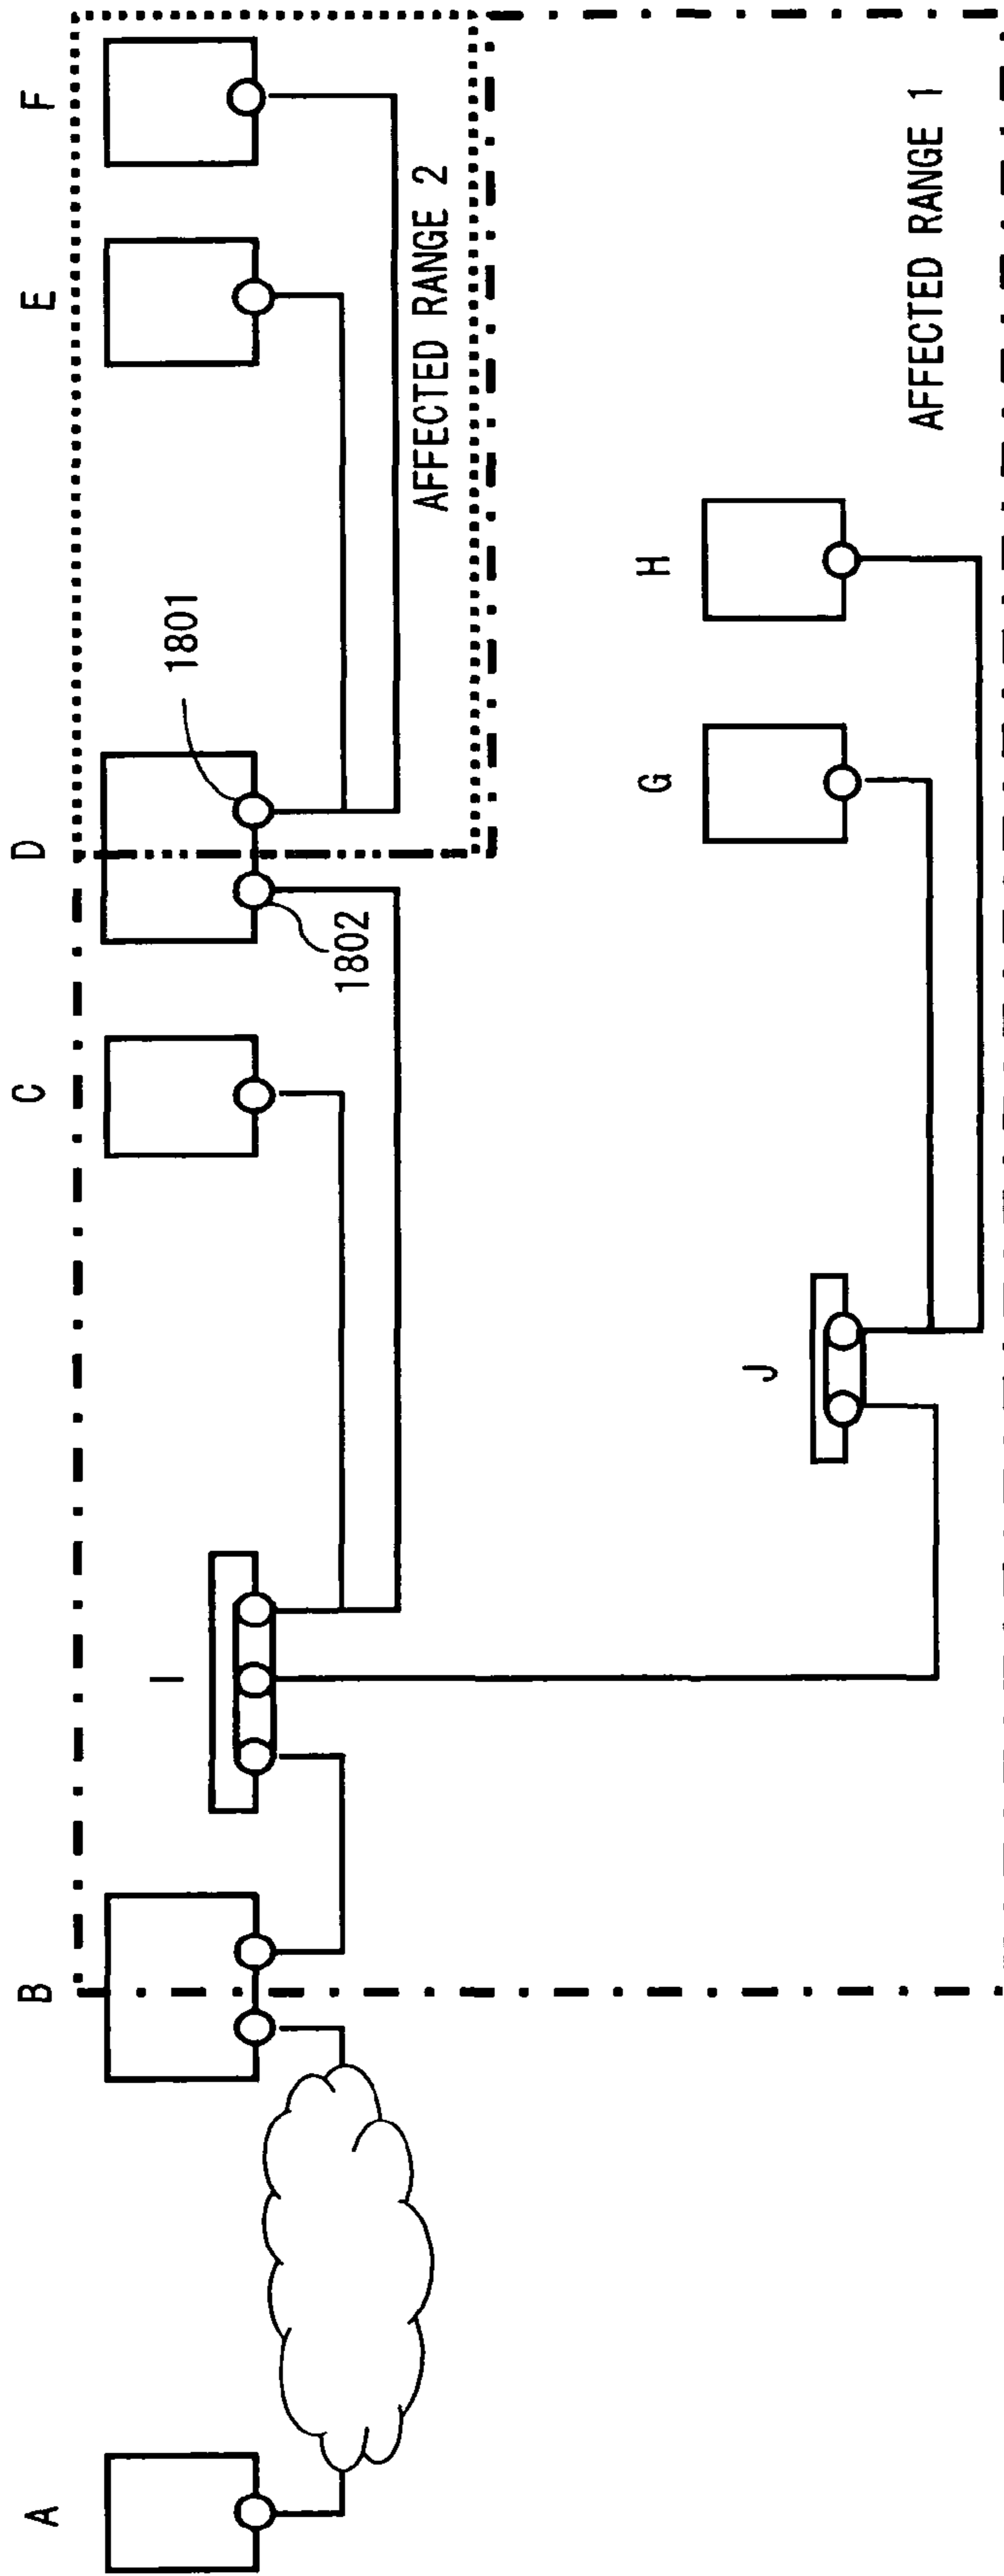 A
B
I
C
D
E
F
1802
1801
AFFECTED RANGE 2
J
G
H
AFFECTED RANGE 1